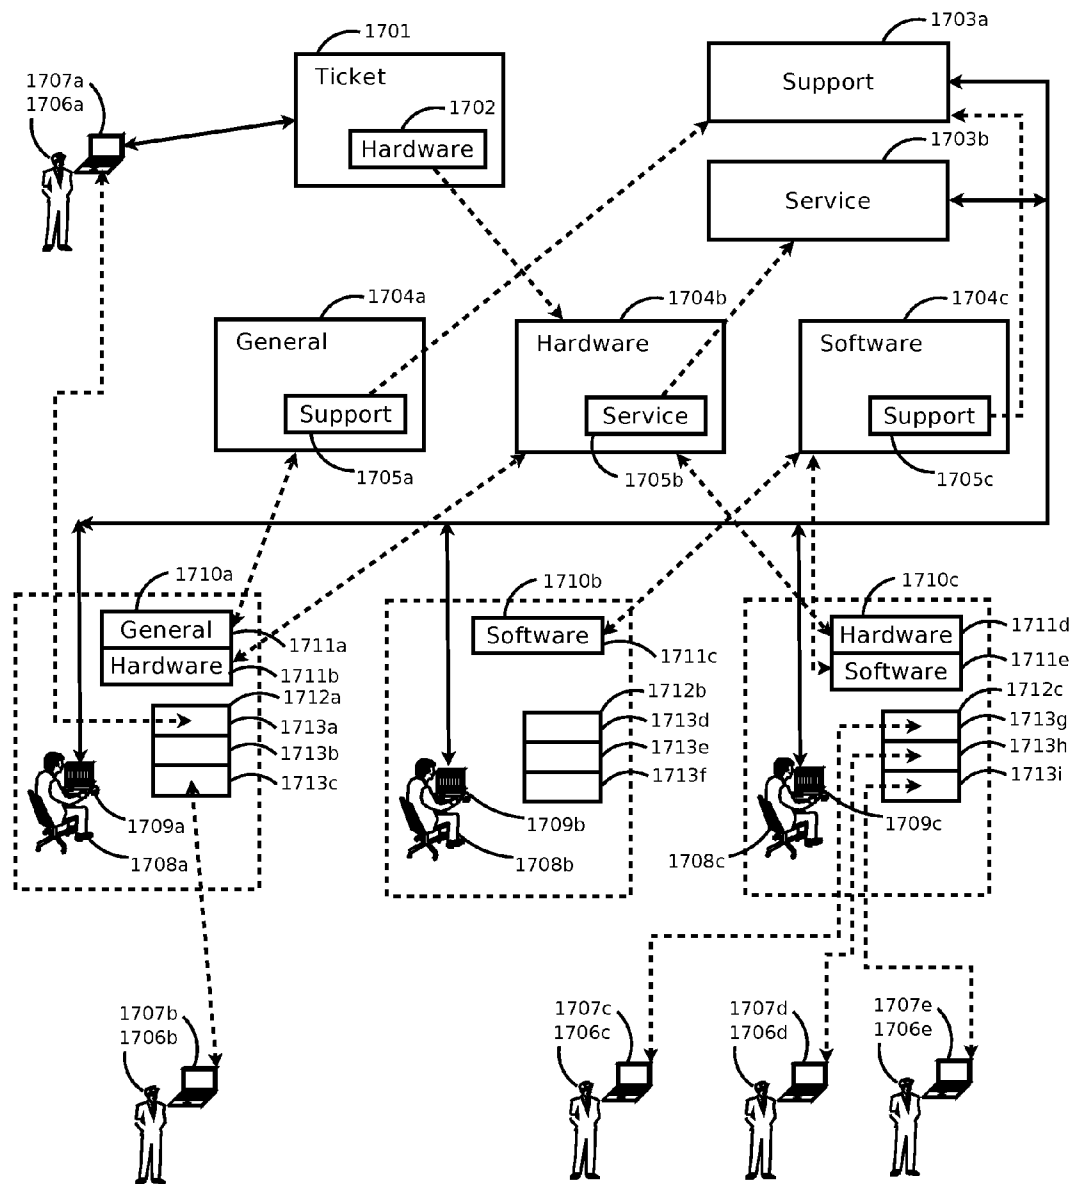 1703a
1701
Ticket
Support
1707a
1706a
1702
Hardware
1703b
Service
1704a
1704b
1704c
General
Hardware
Software
Support
Service
Support
1705a
1705b
1705c
1710a
1710b
1710c
General
Software
Hardware
1711d
1711a
Hardware
1711c
Software
1711e
1711b
1712a
1712b
1712c
1713a
1713d
1713g
1713b
1713e
1713h
1713c
1713f
1713i
1709a
1709b
1709c
1708a
1708b
1708c
1707b
1706b
1707c
1706c
1707d
1706d
1707e
1706e